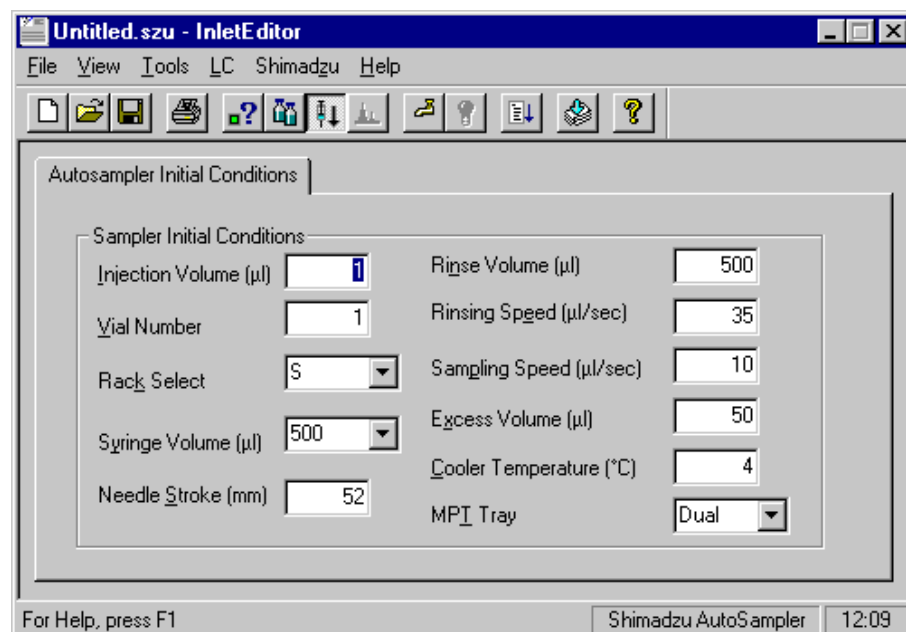 Untitled.szu - InletEditor
File View Tools LC Shimadzu Help
Autosampler Initial Conditions
Sampler Initial Conditions
Injection Volume (µl) 1
Vial Number 1
Rack Select S
Syringe Volume (µl) 500
Needle Stroke (mm) 52
Rinse Volume (µl) 500
Rinsing Speed (µl/sec) 35
Sampling Speed (µl/sec) 10
Excess Volume (µl) 50
Cooler Temperature (°C) 4
MPT Tray Dual
For Help, press F1 Shimadzu AutoSampler 12:09